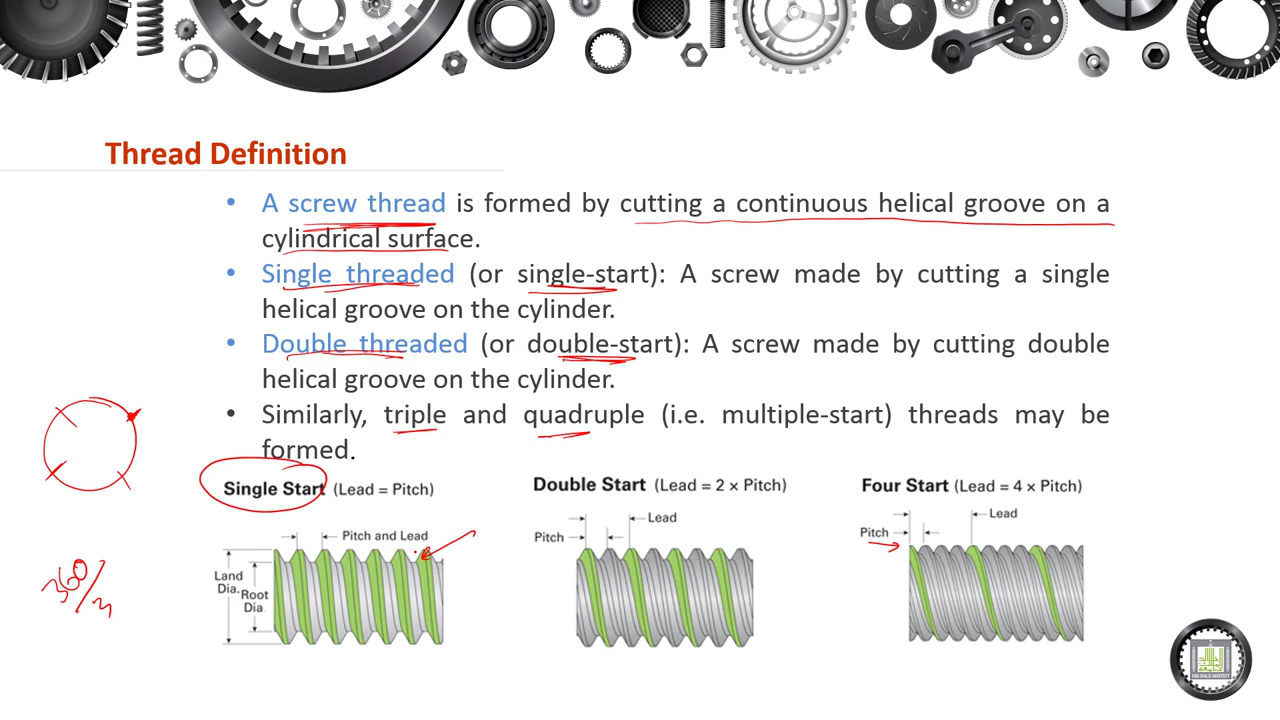 Thread Definition
• A screw thread is formed by cutting a continuous helical groove on a
cylindrical surface.
• Single threaded (or single-start): A screw made by cutting a single
helical groove on the cylinder.
• Double threaded (or double-start): A screw made by cutting double
helical groove on the cylinder.
• Similarly, triple and quadruple (i.e. multiple-start) threads may be
formed.
Single Start (Lead = Pitch)
Pitch and Lead
Land
Dia.
Root
Dia.
Double Start (Lead = 2 × Pitch)
Lead
Pitch
Four Start (Lead = 4 × Pitch)
Lead
Pitch
360/3
KING KHALID UNIVERSITY